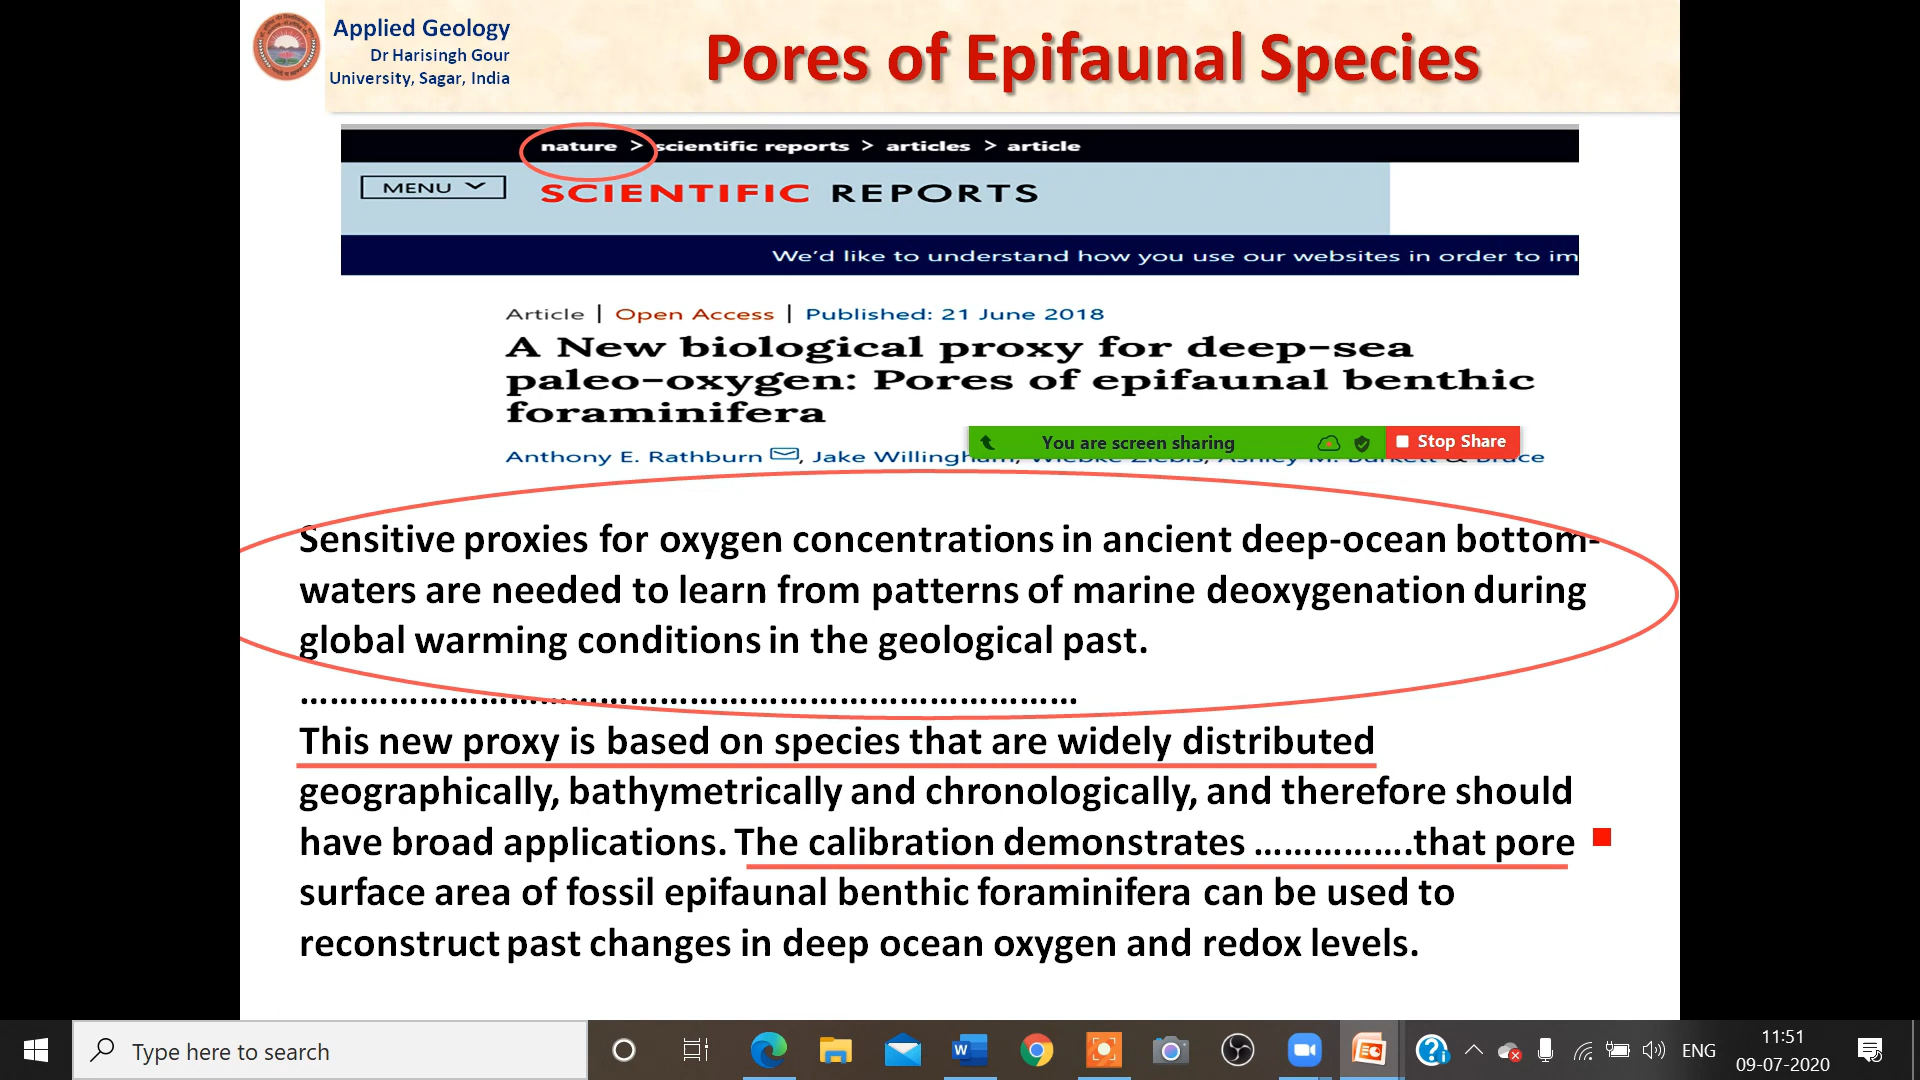 Applied Geology
Dr Harisingh Gour
University, Sagar, India
Pores of Epifaunal Species
nature > scientific reports > articles > article
MENU
SCIENTIFIC REPORTS
We'd like to understand how you use our websites in order to im
Article | Open Access | Published: 21 June 2018
A New biological proxy for deep-sea
paleo-oxygen: Pores of epifaunal benthic
foraminifera
You are screen sharing
Stop Share
Anthony E. Rathburn, Jake Willingham, Wiebke Ziebis, Ashley M. Burkett & Bruce
Sensitive proxies for oxygen concentrations in ancient deep-ocean bottom-
waters are needed to learn from patterns of marine deoxygenation during
global warming conditions in the geological past.
……………………………………………………………………
This new proxy is based on species that are widely distributed
geographically, bathymetrically and chronologically, and therefore should
have broad applications. The calibration demonstrates …………….that pore
surface area of fossil epifaunal benthic foraminifera can be used to
reconstruct past changes in deep ocean oxygen and redox levels.
Type here to search
ENG
11:51
09-07-2020